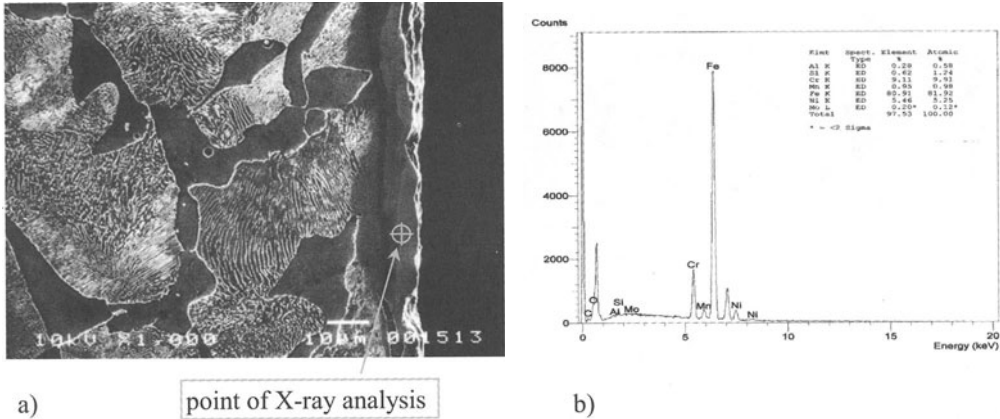 10kV X1,000 10μm 001513
point of X-ray analysis
a)
Counts
8000
6000
4000
2000
0
0 5 10 15 20
Energy (keV)
Fe
Cr
Mn
Ni
Ni
C
O
Si
Al
Mo
Elmt Spect. Element Atomic
Type % %
Al K ED 0.28 0.58
Si K ED 0.62 1.24
Cr K ED 9.11 9.91
Mn K ED 0.95 0.98
Fe K ED 80.91 81.92
Ni K ED 5.46 5.25
Mo L ED 0.20* 0.12*
Total 97.53 100.00
* = <2 Sigma
b)